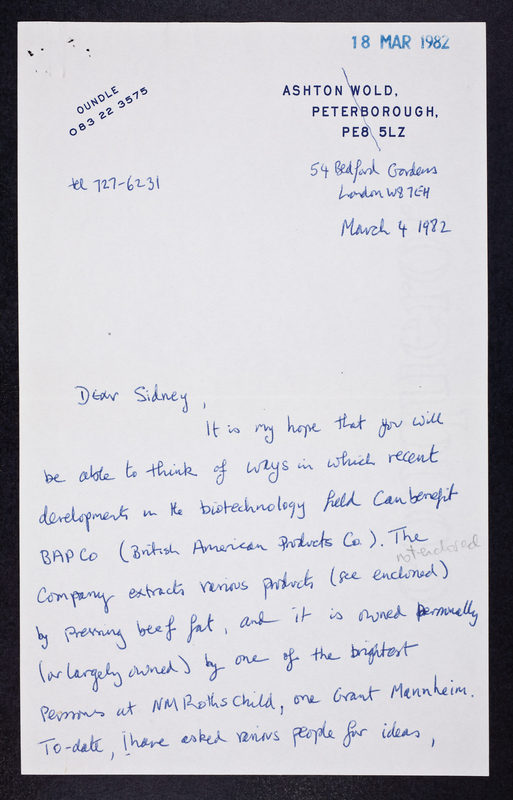 18 MAR 1982
OUNDLE
083 22 3575
ASHTON WOLD,
PETERBOROUGH,
PE8 5LZ
tel 727-6231
54 Bedford Gardens
London W8 7EH
March 4 1982
Dear Sidney,
It is my hope that you will
be able to think of ways in which recent
developments in the biotechnology field can benefit
BAPCo (British American Products Co.). The
not enclosed
Company extracts various products (see enclosed)
by pressing beef fat, and it is owned personally
(or largely owned) by one of the brightest
persons at NM Rothschild, one Grant Mannheim.
To-date, I have asked various people for ideas,